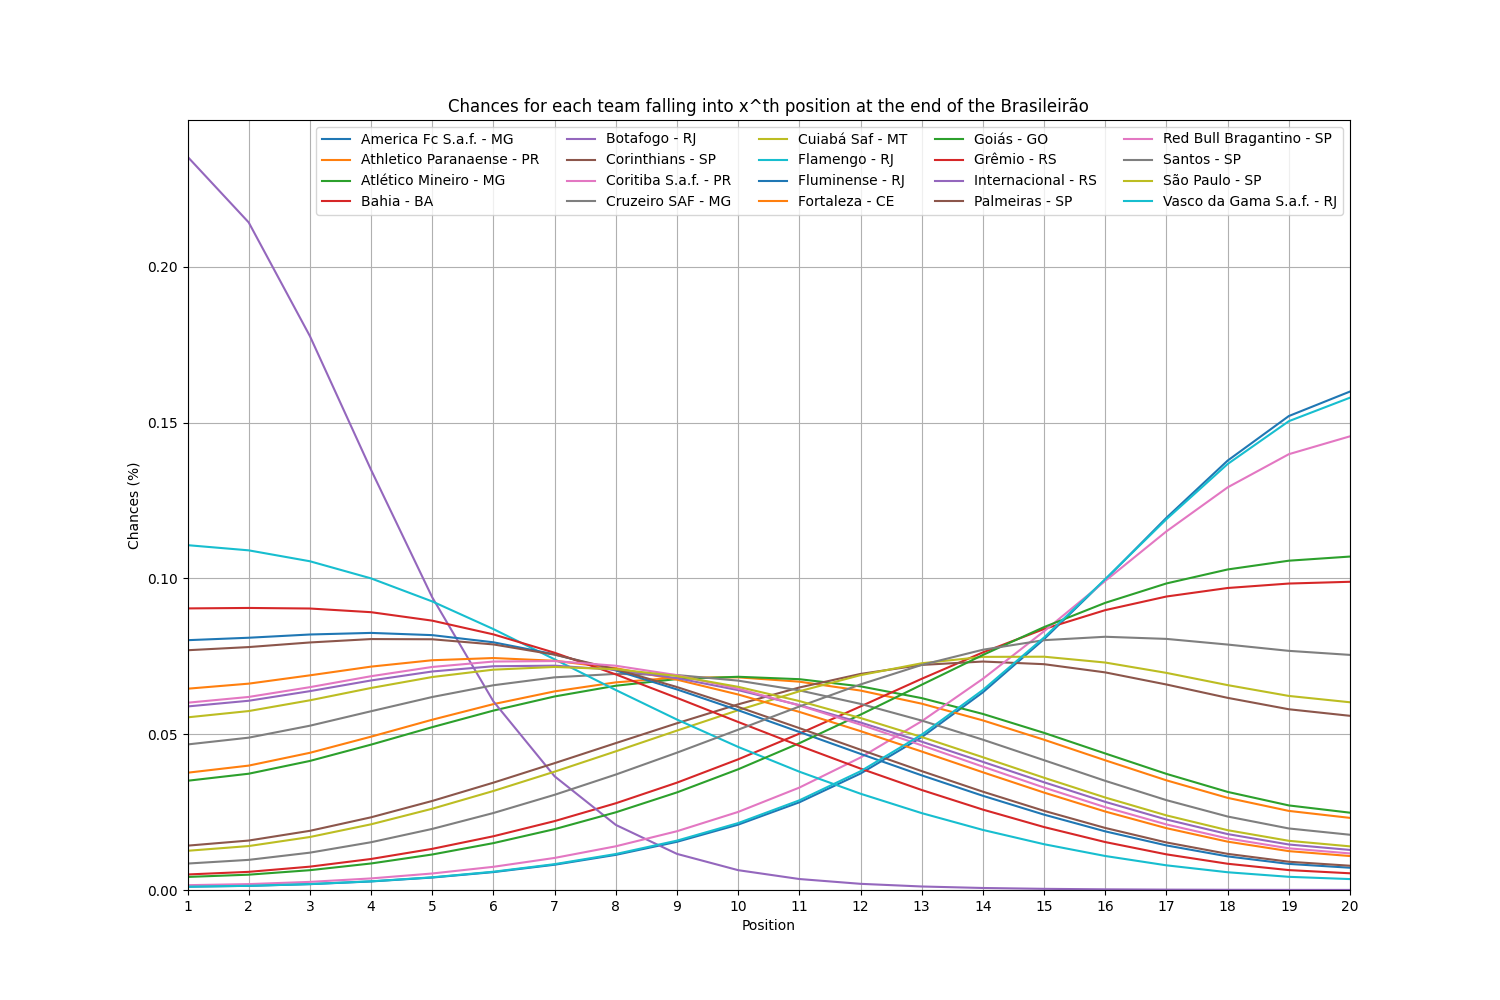 Chances for each team falling into x^th position at the end of the Brasileirão
America Fc S.a.f. - MG
Athletico Paranaense - PR
Atlético Mineiro - MG
Bahia - BA
Botafogo - RJ
Corinthians - SP
Coritiba S.a.f. - PR
Cruzeiro SAF - MG
Cuiabá Saf - MT
Flamengo - RJ
Fluminense - RJ
Fortaleza - CE
Goiás - GO
Grêmio - RS
Internacional - RS
Palmeiras - SP
Red Bull Bragantino - SP
Santos - SP
São Paulo - SP
Vasco da Gama S.a.f. - RJ
Chances (%)
0.20
0.15
0.10
0.05
0.00
1 2 3 4 5 6 7 8 9 10 11 12 13 14 15 16 17 18 19 20
Position